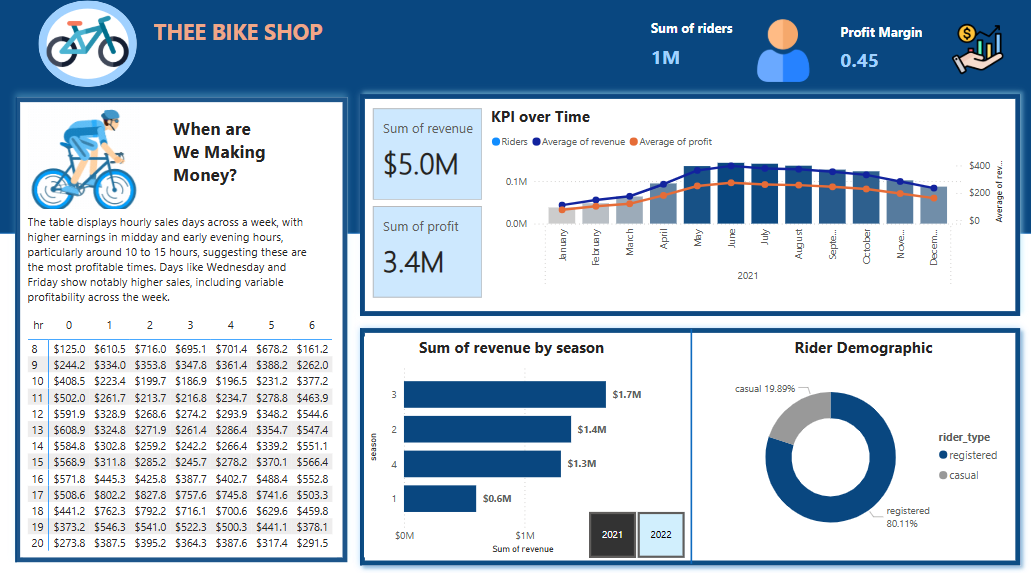 THEE BIKE SHOP
Sum of riders
1M
Profit Margin
0.45
When are
We Making
Money?
The table displays hourly sales days across a week, with
higher earnings in midday and early evening hours,
particularly around 10 to 15 hours, suggesting these are
the most profitable times. Days like Wednesday and
Friday show notably higher sales, including variable
profitability across the week.
hr 0 1 2 3 4 5 6
8 $125.0 $610.5 $716.0 $695.1 $701.4 $678.2 $161.2
9 $244.2 $334.0 $353.8 $347.8 $361.4 $388.2 $262.0
10 $408.5 $223.4 $199.7 $186.9 $196.5 $231.2 $377.2
11 $502.0 $261.7 $213.7 $216.8 $234.7 $278.8 $463.9
12 $591.9 $328.9 $268.6 $274.2 $293.9 $348.2 $544.6
13 $608.9 $324.8 $271.9 $261.4 $286.4 $354.7 $547.4
14 $584.8 $302.8 $259.2 $242.2 $266.4 $339.2 $551.1
15 $568.9 $311.8 $285.2 $245.7 $278.2 $370.1 $566.4
16 $571.8 $445.3 $425.8 $387.7 $402.7 $488.4 $552.8
17 $508.6 $802.2 $827.8 $757.6 $745.8 $741.6 $503.3
18 $441.2 $762.3 $792.2 $716.1 $700.6 $629.6 $459.8
19 $373.2 $546.3 $541.0 $522.3 $500.3 $441.1 $378.1
20 $273.8 $387.5 $395.2 $364.3 $387.6 $317.4 $291.5
Sum of revenue
$5.0M
Sum of profit
3.4M
KPI over Time
Riders Average of revenue Average of profit
0.1M
0.0M
$400
$200
$0
Average of rev...
January
February
March
April
May
June
July
August
Septe...
October
Nove...
Decem...
2021
Sum of revenue by season
season
3 $1.7M
2 $1.4M
4 $1.3M
1 $0.6M
$0M $1M
Sum of revenue
2021 2022
Rider Demographic
casual 19.89%
registered
80.11%
rider_type
registered
casual